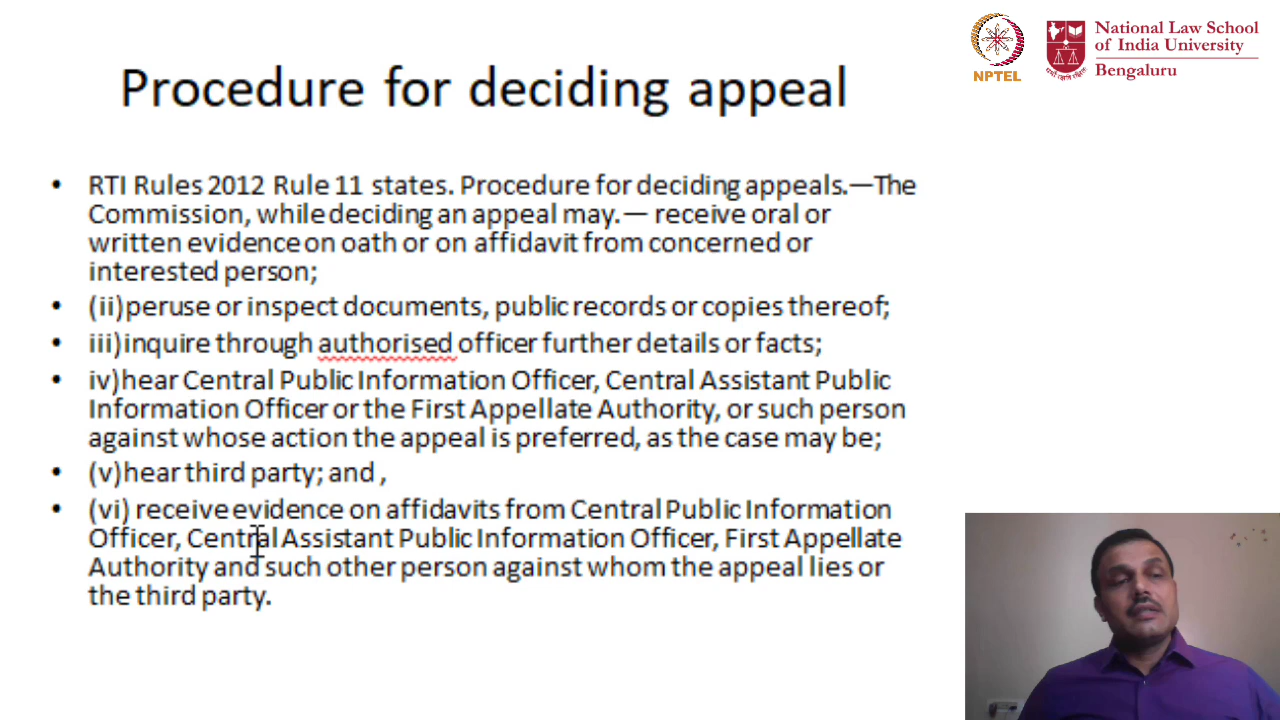 Procedure for deciding appeal
NPTEL
National Law School
of India University
Bengaluru
• RTI Rules 2012 Rule 11 states. Procedure for deciding appeals.—The
Commission, while deciding an appeal may.— receive oral or
written evidence on oath or on affidavit from concerned or
interested person;
• (ii)peruse or inspect documents, public records or copies thereof;
• iii)inquire through authorised officer further details or facts;
• iv)hear Central Public Information Officer, Central Assistant Public
Information Officer or the First Appellate Authority, or such person
against whose action the appeal is preferred, as the case may be;
• (v)hear third party; and ,
• (vi) receive evidence on affidavits from Central Public Information
Officer, Central Assistant Public Information Officer, First Appellate
Authority and such other person against whom the appeal lies or
the third party.